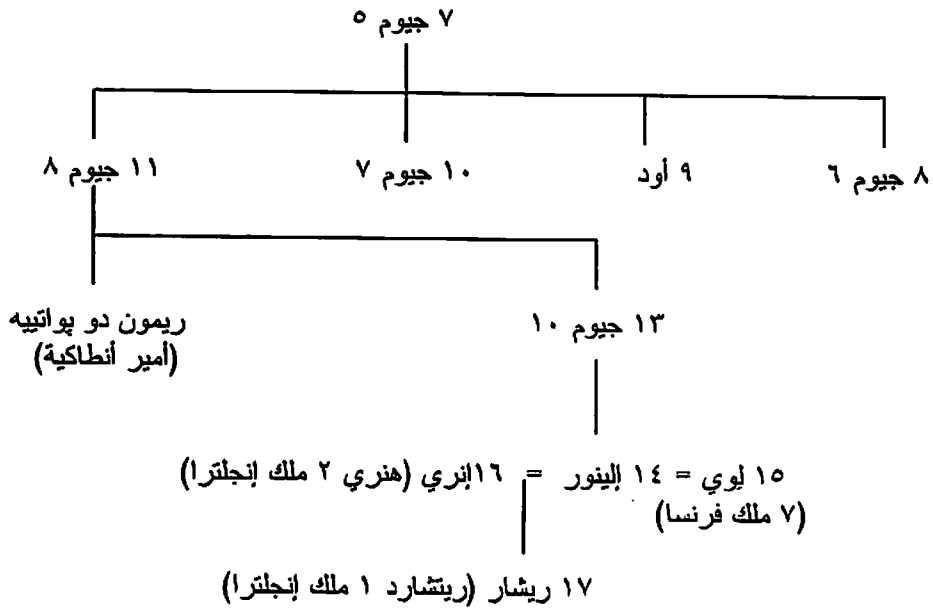 ٧ جيوم ٥
٨ جيوم ٦
٩ أود
١٠ جيوم ٧
١١ جيوم ٨
١٣ جيوم ١٠
ريمون دو پواتييه
(أمير أنطاكية)
١٥ لوي = ١٤ إلينور = ١٦إنري (هنري ٢ ملك إنجلترا)
(٧ ملك فرنسا)
١٧ ريشار (ريتشارد ١ ملك إنجلترا)